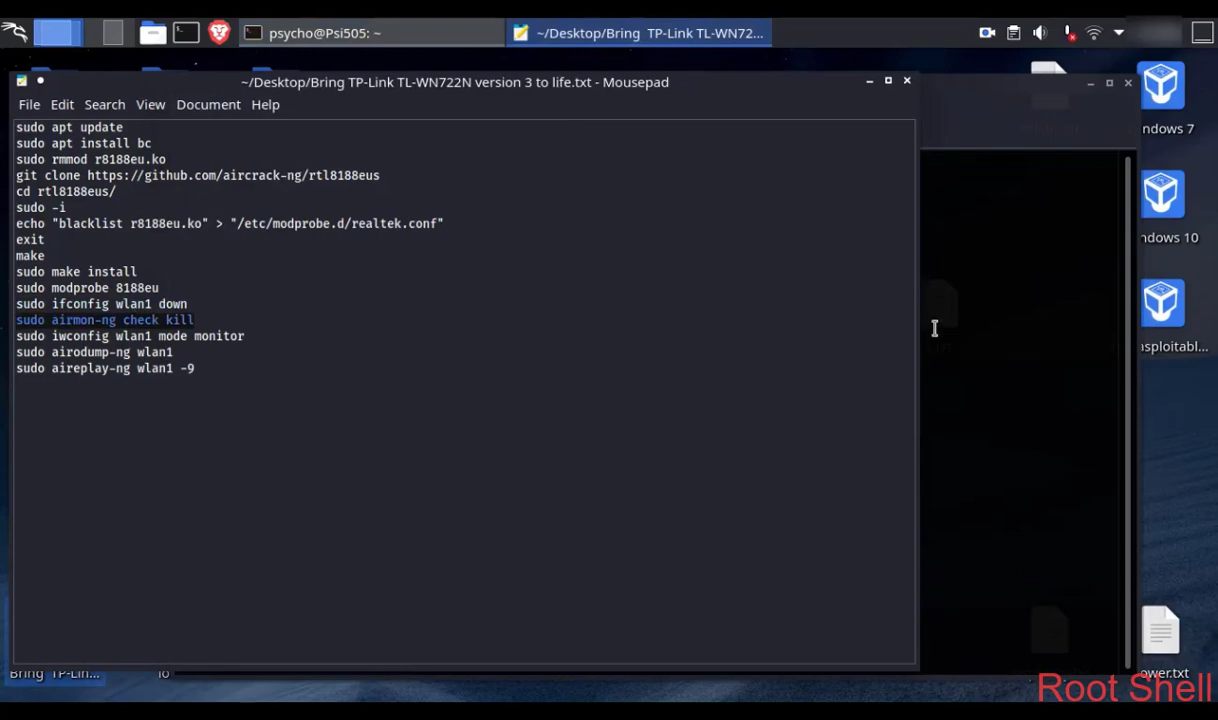 psycho@Psi505: ~
~/Desktop/Bring TP-Link TL-WN72...
~/Desktop/Bring TP-Link TL-WN722N version 3 to life.txt - Mousepad
File Edit Search View Document Help
sudo apt update
sudo apt install bc
sudo rmmod r8188eu.ko
git clone https://github.com/aircrack-ng/rtl8188eus
cd rtl8188eus/
sudo -i
echo "blacklist r8188eu.ko" > "/etc/modprobe.d/realtek.conf"
exit
make
sudo make install
sudo modprobe 8188eu
sudo ifconfig wlan1 down
sudo airmon-ng check kill
sudo iwconfig wlan1 mode monitor
sudo airodump-ng wlan1
sudo aireplay-ng wlan1 -9
ndows 7
ndows 10
asploitabl...
ower.txt
Bring TP-Lin...
Root Shell